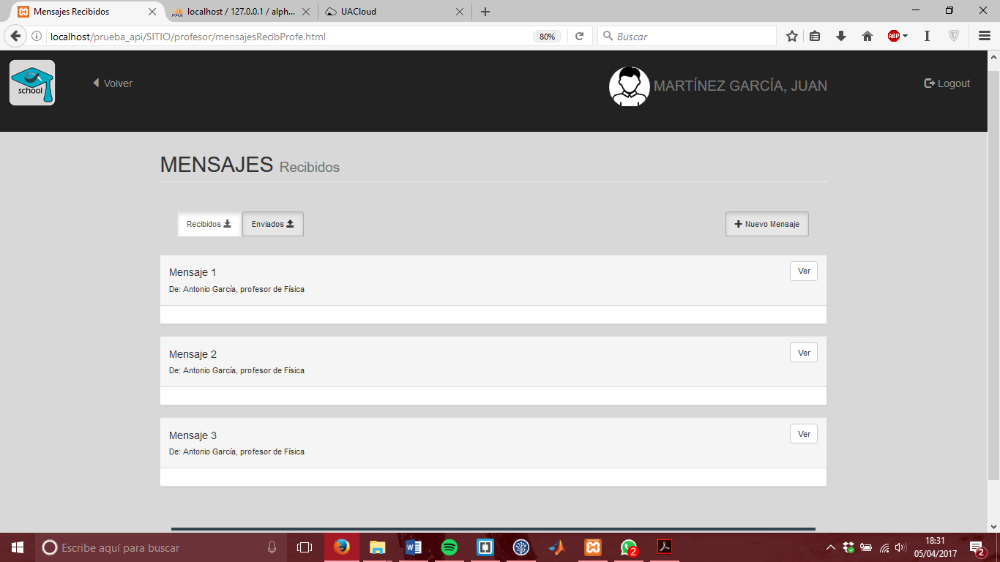 Mensajes Recibidos
localhost / 127.0.0.1 / alph...
UACloud
localhost/prueba_api/SITIO/profesor/mensajesRecibProfe.html
80%
Buscar
ABP
school
Volver
MARTÍNEZ GARCÍA, JUAN
Logout
MENSAJES Recibidos
Recibidos
Enviados
Nuevo Mensaje
Mensaje 1
Ver
De: Antonio García, profesor de Física
Mensaje 2
Ver
De: Antonio García, profesor de Física
Mensaje 3
Ver
De: Antonio García, profesor de Física
Escribe aquí para buscar
2
18:31
05/04/2017
2